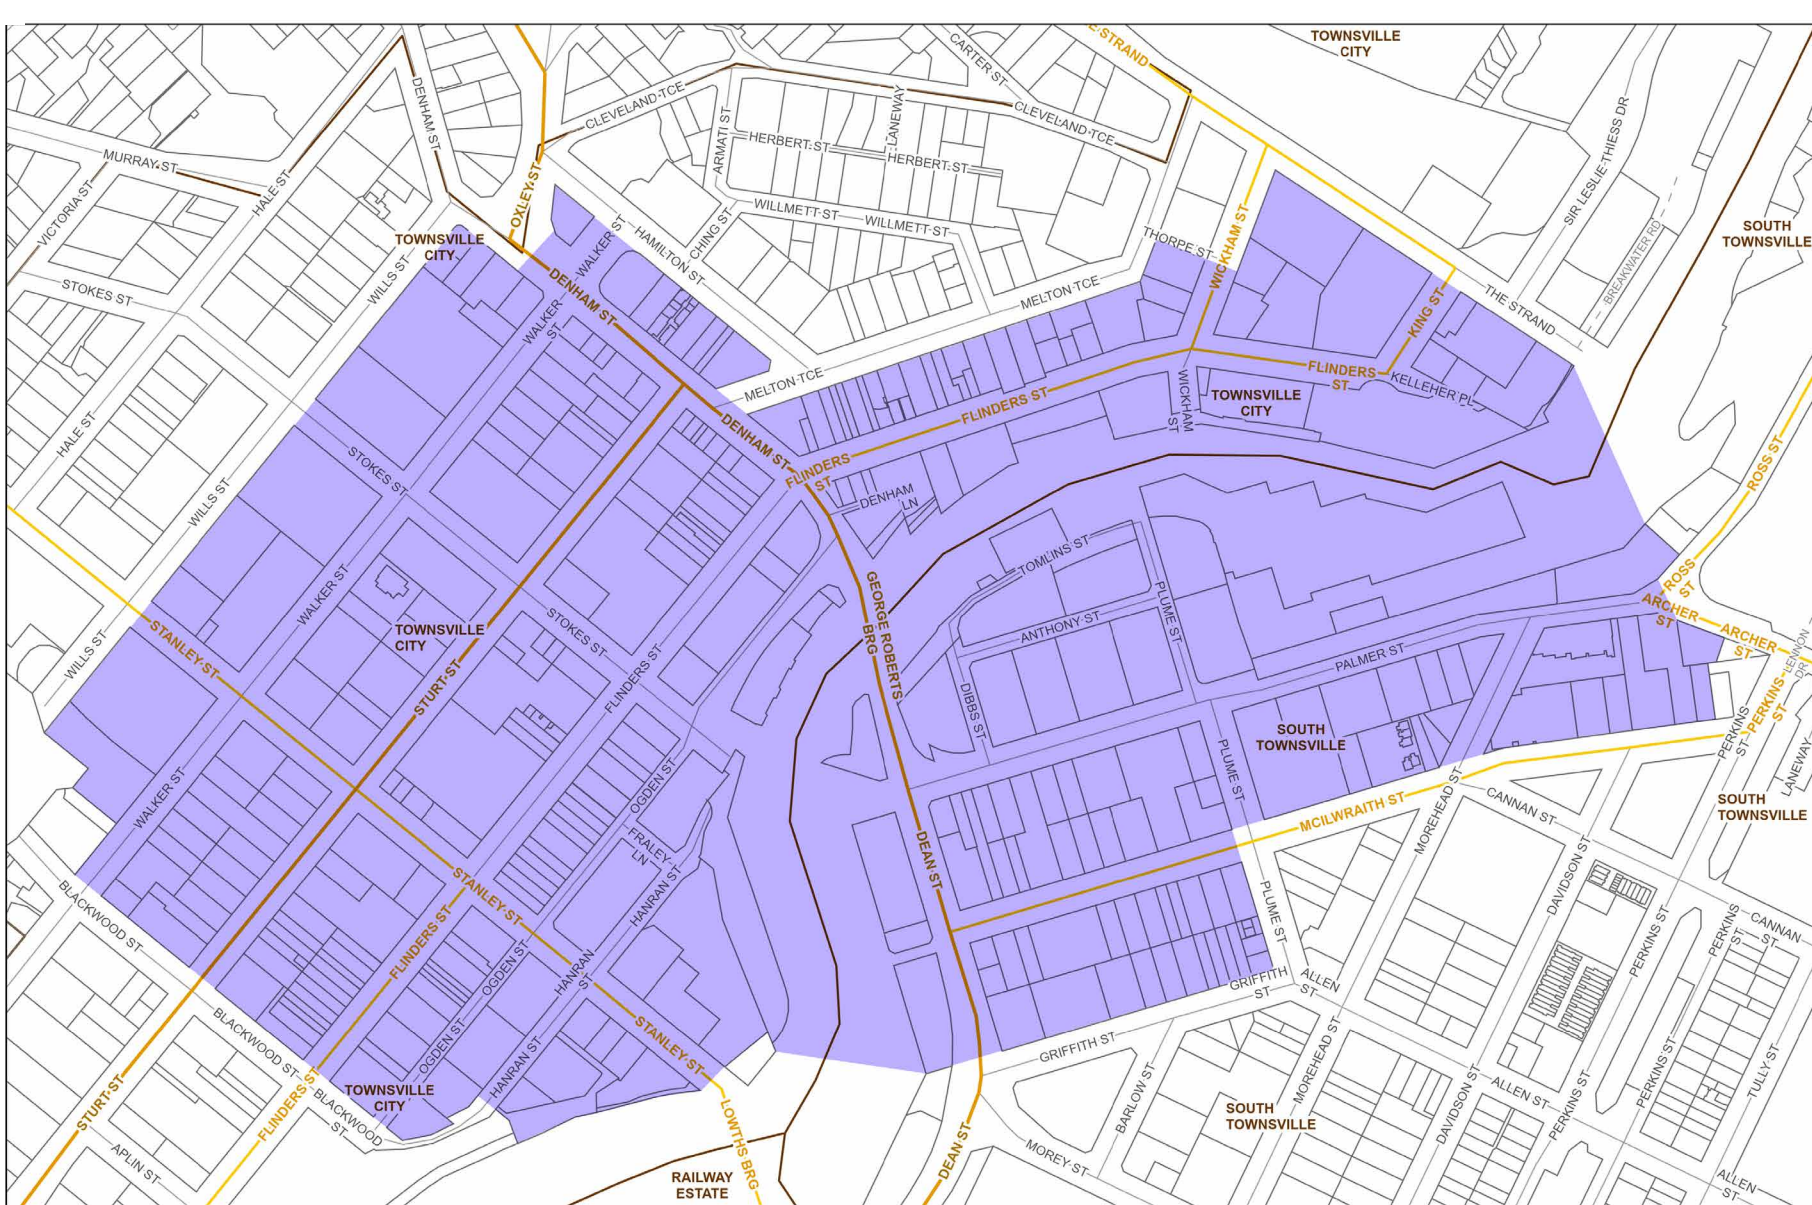 E STRAND
CARTER ST
TOWNSVILLE
CITY
DENHAM ST
CLEVELAND TCE
LANEWAY
CLEVELAND TCE
SIR LESLIE THIESS DR
ARMATI ST
HERBERT ST
HERBERT ST
MURRAY ST
HALE ST
VICTORIA ST
OXLEY ST
WILLMETT ST
WILLMETT ST
CHING ST
HAMILTON ST
WALKER ST
THORPE ST
WICKHAM ST
SOUTH
TOWNSVILLE
BREAKWATER RD
TOWNSVILLE
CITY
WILLS ST
STOKES ST
DENHAM ST
MELTON TCE
KING ST
THE STRAND
WALKER
ST
MELTON TCE
FLINDERS
ST
KELLEHER PL
WICKHAM
ST
TOWNSVILLE
CITY
FLINDERS ST
HALE ST
DENHAM ST
FLINDERS
ST
STOKES ST
WILLS ST
DENHAM
LN
ROSS ST
TOMLINS ST
GEORGE ROBERTS
BRG
PLUME ST
ANTHONY ST
ROSS
ST
ARCHER
ST
ARCHER
ST
WALKER ST
STANLEY ST
WILLS ST
TOWNSVILLE
CITY
STOKES ST
STURT ST
FLINDERS ST
DIBBS ST
PALMER ST
LENNON
DR
PERKINS
ST
PERKINS
ST
LANEWAY
SOUTH
TOWNSVILLE
PLUME ST
WALKER ST
OGDEN ST
MCILWRAITH ST
MOREHEAD ST
CANNAN ST
SOUTH
TOWNSVILLE
FRALEY
LN
DEAN ST
STANLEY ST
HANRAN ST
BLACKWOOD ST
FLINDERS ST
OGDEN ST
HANRAN
ST
PLUME ST
DAVIDSON ST
PERKINS ST
PERKINS
ST
CANNAN
ST
GRIFFITH
ST
ALLEN
ST
BLACKWOOD ST
STANLEY ST
OGDEN ST
HANRAN ST
GRIFFITH ST
MOREHEAD ST
STURT ST
FLINDERS ST
TOWNSVILLE
CITY
BLACKWOOD
ST
LOWTHS BRG
BARLOW ST
SOUTH
TOWNSVILLE
DAVIDSON ST
ALLEN ST
PERKINS ST
PERKINS ST
TULLY ST
APLIN ST
RAILWAY
ESTATE
DEAN ST
MOREY ST
ALLEN
ST